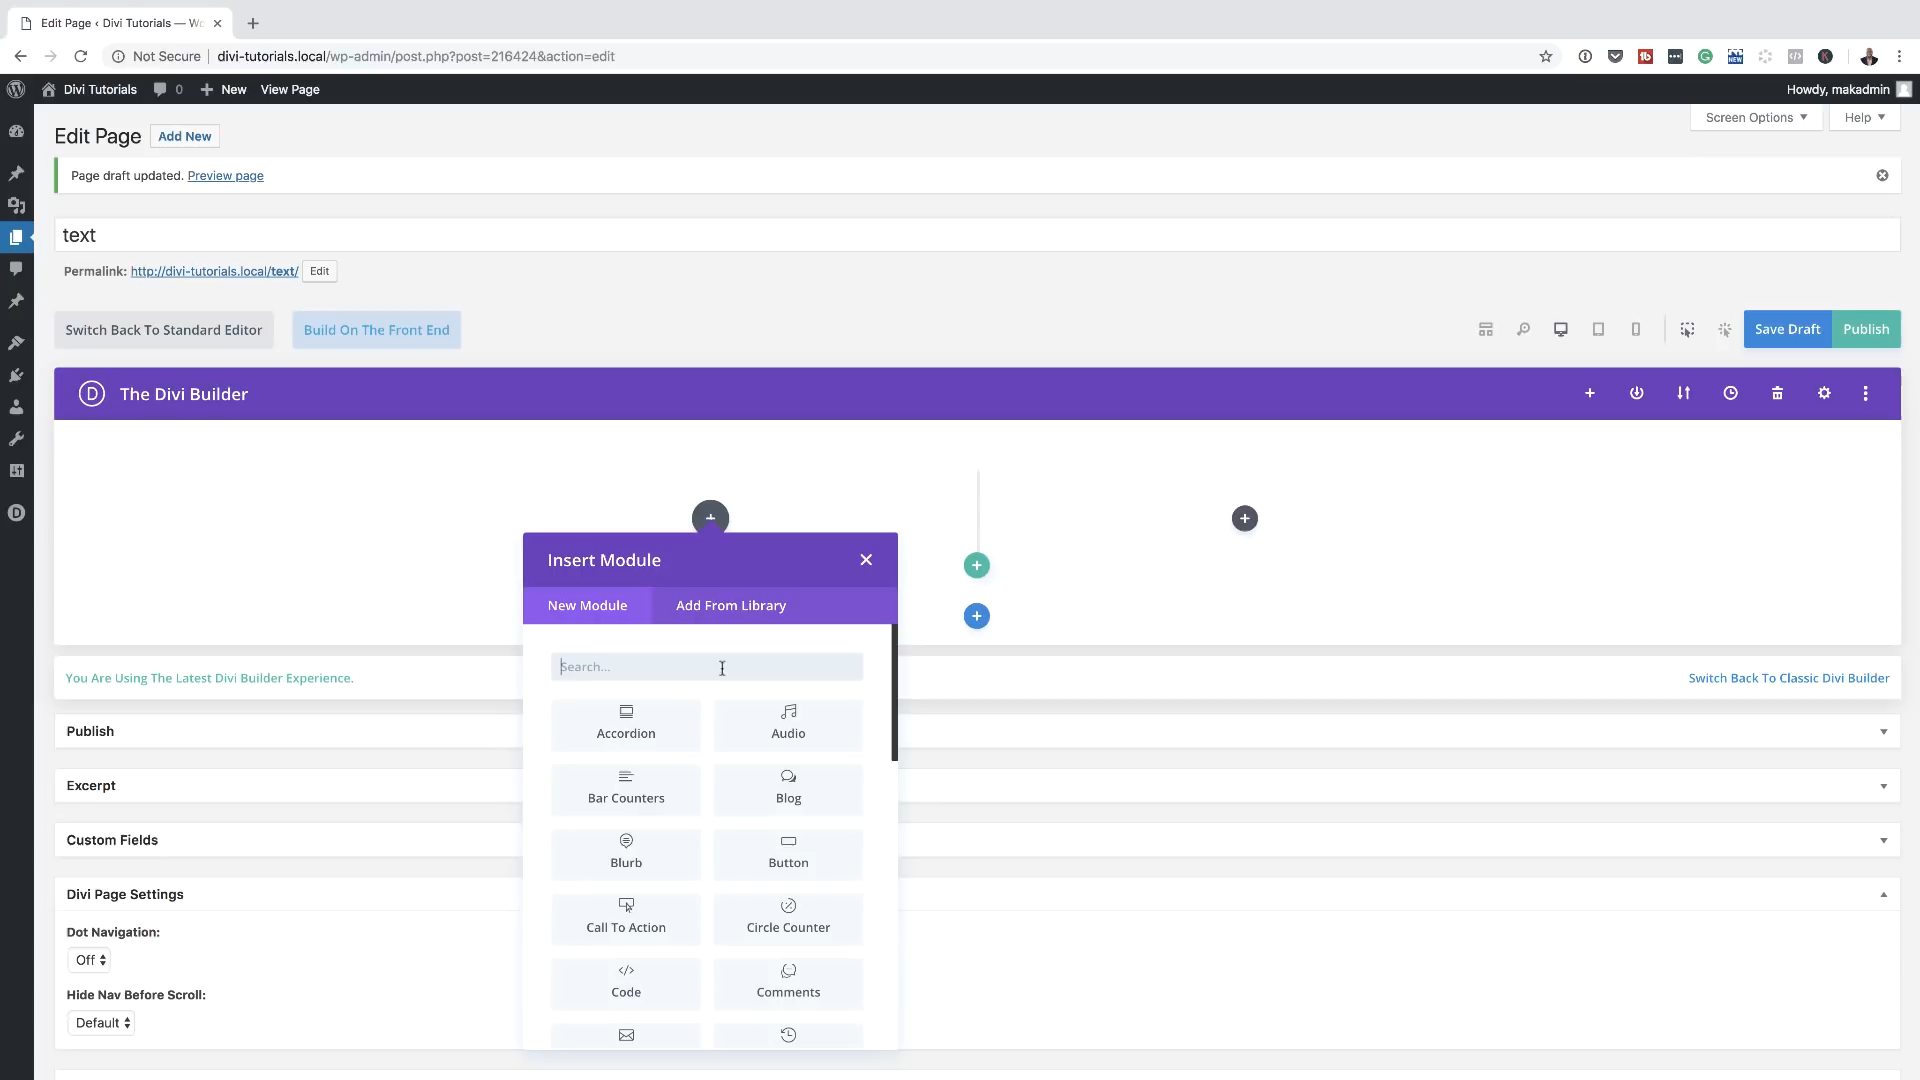 Edit Page ‹ Divi Tutorials — Wo
Not Secure
divi-tutorials.local/wp-admin/post.php?post=216424&action=edit
Divi Tutorials
0
New
View Page
Howdy, makadmin
Edit Page
Add New
Screen Options
Help
Page draft updated. Preview page
text
Permalink: http://divi-tutorials.local/text/
Edit
Switch Back To Standard Editor
Build On The Front End
Save Draft
Publish
D
The Divi Builder
Insert Module
New Module
Add From Library
Search...
You Are Using The Latest Divi Builder Experience.
Switch Back To Classic Divi Builder
Accordion
Audio
Publish
Bar Counters
Blog
Excerpt
Blurb
Button
Custom Fields
Call To Action
Circle Counter
Divi Page Settings
Dot Navigation:
Off
Code
Comments
Hide Nav Before Scroll:
Default